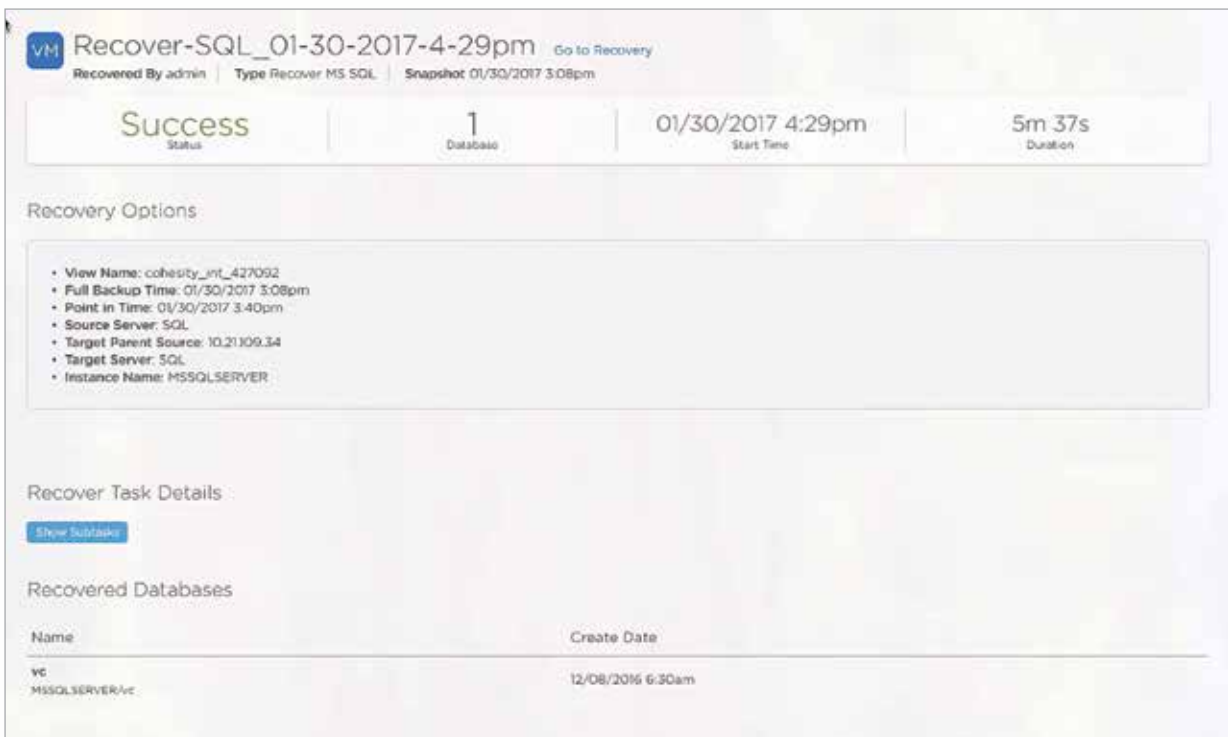 VM
Recover-SQL_01-30-2017-4-29pm Go to Recovery
Recovered By admin | Type Recover MS SQL | Snapshot 01/30/2017 3:08pm
Success
Status
1
Database
01/30/2017 4:29pm
Start Time
5m 37s
Duration
Recovery Options
• View Name: cohesity_int_427092
• Full Backup Time: 01/30/2017 3:08pm
• Point in Time: 01/30/2017 3:40pm
• Source Server: SQL
• Target Parent Source: 10.21.109.34
• Target Server: SQL
• Instance Name: MSSQLSERVER
Recover Task Details
Show Subtasks
Recovered Databases
Name Create Date
vc
MSSQLSERVER/vc
12/08/2016 6:30am